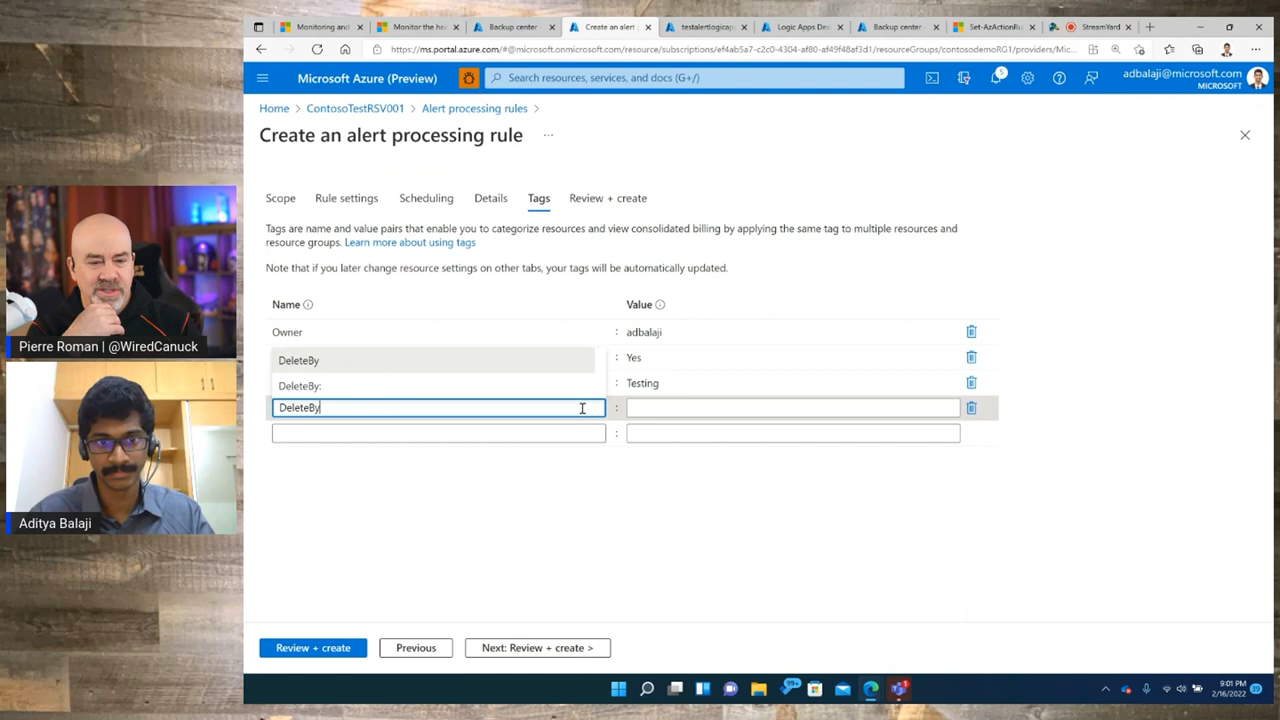 Monitoring and
Monitor the he
Backup center
Create an alert
testalertlogicap
Logic Apps Des
Backup center
Set-AzActionRu
StreamYard
https://ms.portal.azure.com/#@microsoft.onmicrosoft.com/resource/subscriptions/ef4ab5a7-c2c0-4304-af80-49f48af3d1/resourceGroups/contosodemoRG1/providers/Mic...
Microsoft Azure (Preview)
Search resources, services, and docs (G+/)
5
adbalaji@microsoft.com
MICROSOFT
Home > ContosoTestRSV001 > Alert processing rules >
Create an alert processing rule ...
Scope Rule settings Scheduling Details Tags Review + create
Tags are name and value pairs that enable you to categorize resources and view consolidated billing by applying the same tag to multiple resources and
resource groups. Learn more about using tags
Note that if you later change resource settings on other tabs, your tags will be automatically updated.
Name Value
Owner : adbalaji
DeleteBy : Yes
DeleteBy: : Testing
DeleteBy :
:
Review + create Previous Next: Review + create >
99+
1
9:01 PM
2/16/2022
Pierre Roman | @WiredCanuck
Aditya Balaji